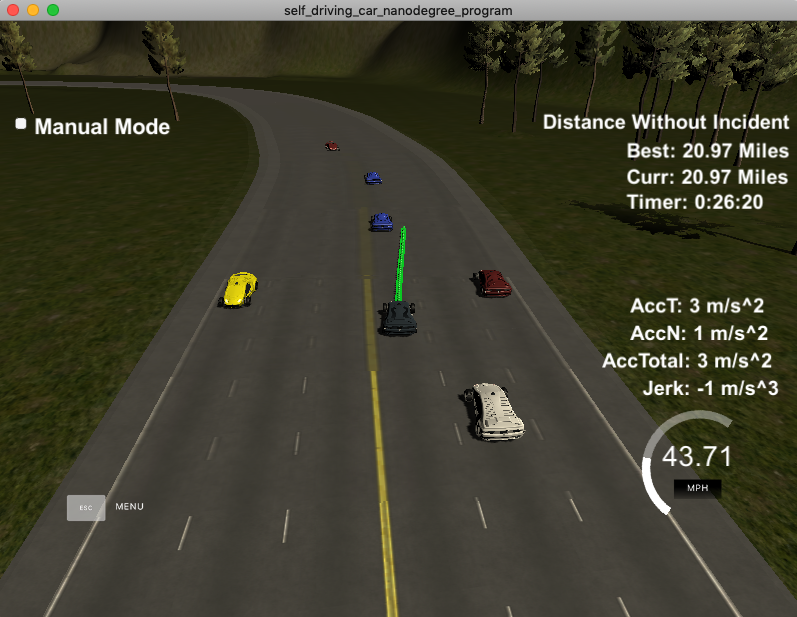 self_driving_car_nanodegree_program
Manual Mode
Distance Without Incident
Best: 20.97 Miles
Curr: 20.97 Miles
Timer: 0:26:20
AccT: 3 m/s^2
AccN: 1 m/s^2
AccTotal: 3 m/s^2
Jerk: -1 m/s^3
43.71
MPH
ESC MENU